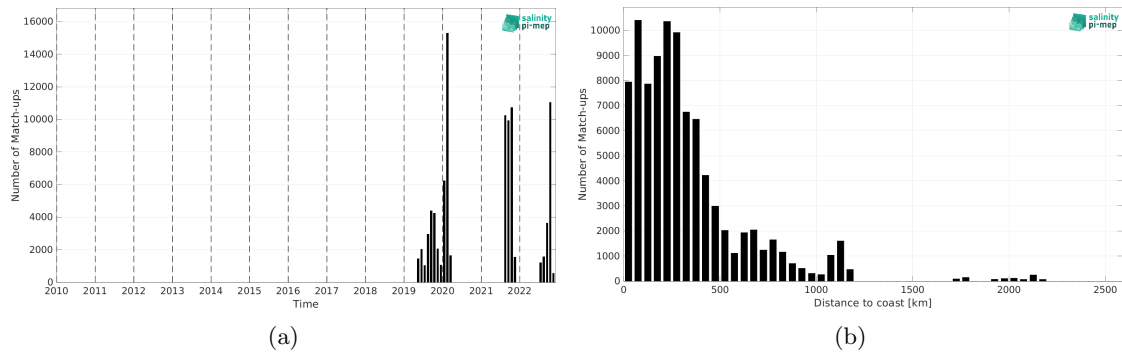 salinity
pi-mep
16000
14000
12000
10000
8000
6000
4000
2000
0
Number of Match-ups
2010 2011 2012 2013 2014 2015 2016 2017 2018 2019 2020 2021 2022
Time
(a)
salinity
pi-mep
10000
9000
8000
7000
6000
5000
4000
3000
2000
1000
0
Number of Match-ups
0 500 1000 1500 2000 2500
Distance to coast [km]
(b)